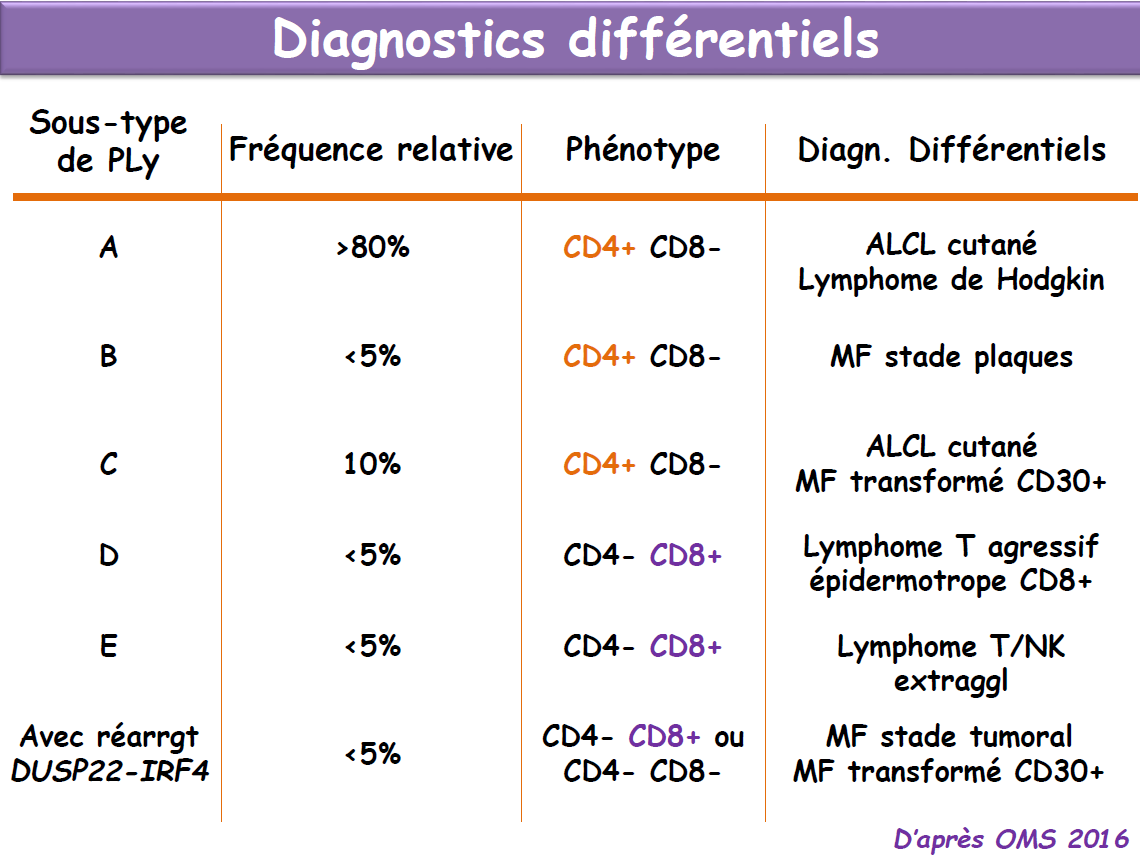 Diagnostics différentiels
Sous-type
de PLy
Fréquence relative
Phénotype
Diagn. Différentiels
A
>80%
CD4+ CD8-
ALCL cutané
Lymphome de Hodgkin
B
<5%
CD4+ CD8-
MF stade plaques
C
10%
CD4+ CD8-
ALCL cutané
MF transformé CD30+
D
<5%
CD4- CD8+
Lymphome T agressif
épidermotrope CD8+
E
<5%
CD4- CD8+
Lymphome T/NK
extraggl
Avec réarrgt
DUSP22-IRF4
<5%
CD4- CD8+ ou
CD4- CD8-
MF stade tumoral
MF transformé CD30+
D'après OMS 2016